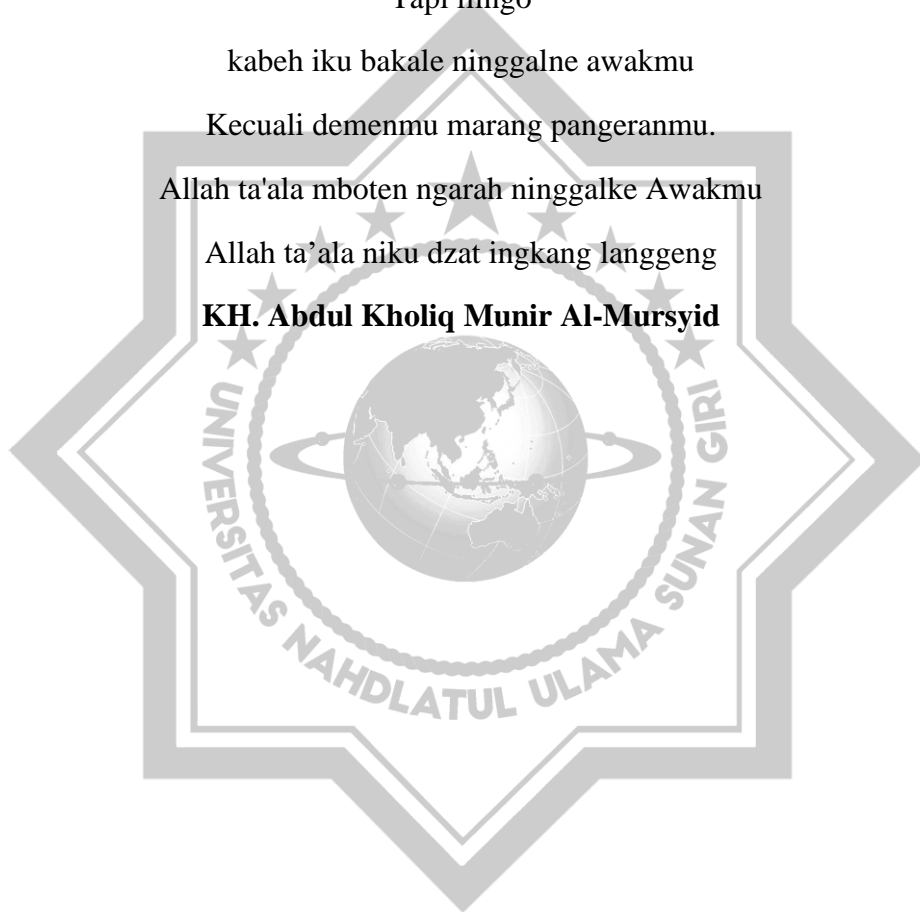 kabeh iku bakale ninggalne awakmu
Kecuali demenmu marang pangeranmu.
Allah ta'ala mboten ngarah ninggalke Awakmu
Allah ta’ala niku dzat ingkang langgeng
KH. Abdul Kholiq Munir Al-Mursyid
UNIVERSITAS NAHDLATUL ULAMA SUNAN GIRI